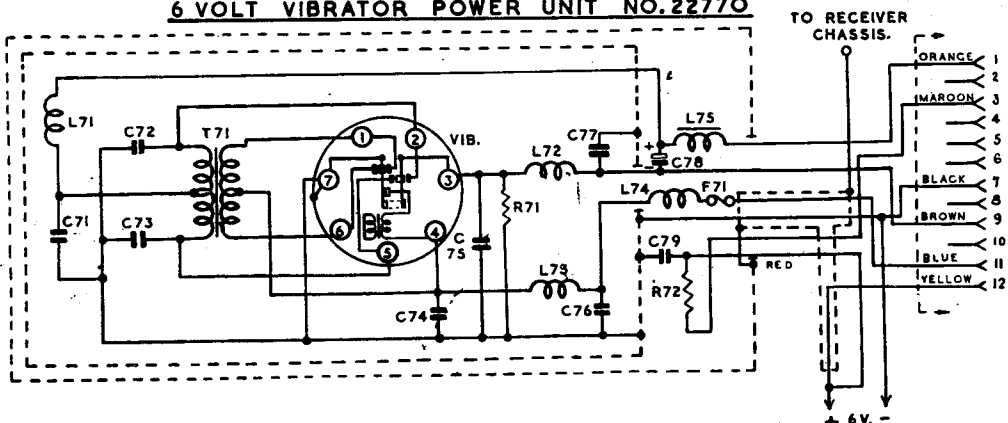 6 VOLT VIBRATOR POWER UNIT NO. 22770
TO RECEIVER
CHASSIS.
ORANGE 1
2
MAROON 3
4
5
6
BLACK 7
8
BROWN 9
10
BLUE 11
YELLOW 12
L71
C72
T71
1
2
VIB.
7
3
6
4
5
C71
C73
C74
C
75
R71
L72
C77
+
-
C78
L75
L74
F71
L73
C76
C79
R72
RED
+ 6V. -